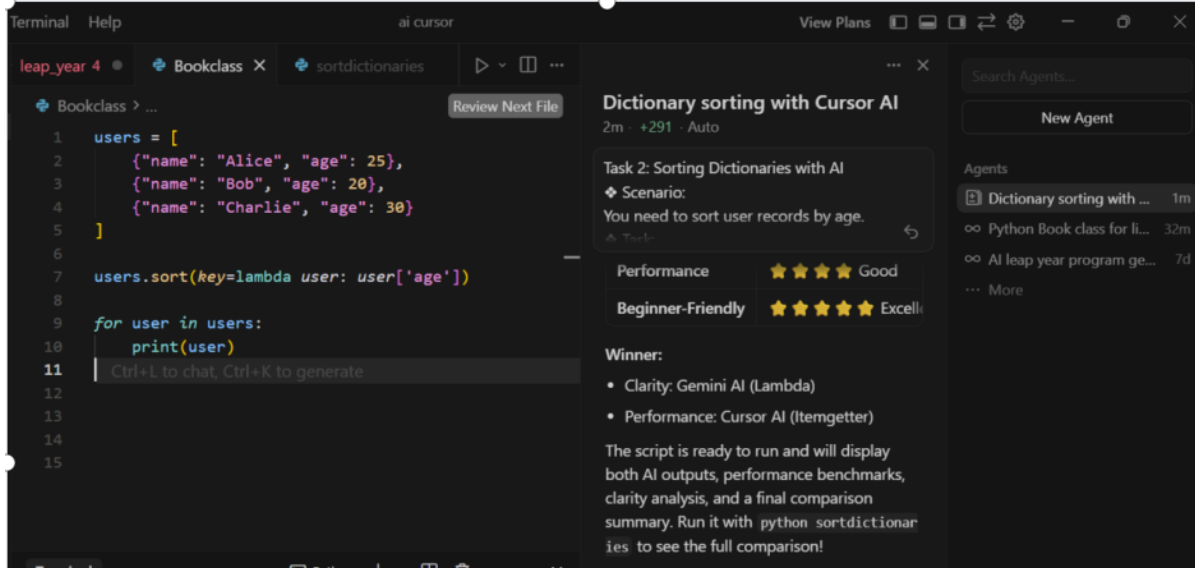 Terminal Help
ai cursor
View Plans
leap_year 4
Bookclass
sortdictionaries
Bookclass > ...
Review Next File
1 users = [
2 {"name": "Alice", "age": 25},
3 {"name": "Bob", "age": 20},
4 {"name": "Charlie", "age": 30}
5 ]
6
7 users.sort(key=lambda user: user['age'])
8
9 for user in users:
10 print(user)
11 Ctrl+L to chat, Ctrl+K to generate
12
13
14
15
Dictionary sorting with Cursor AI
2m · +291 · Auto
Task 2: Sorting Dictionaries with AI
❖ Scenario:
You need to sort user records by age.
❖ Task:
Performance ⭐⭐⭐⭐ Good
Beginner-Friendly ⭐⭐⭐⭐⭐ Excell
Winner:
• Clarity: Gemini AI (Lambda)
• Performance: Cursor AI (Itemgetter)
The script is ready to run and will display
both AI outputs, performance benchmarks,
clarity analysis, and a final comparison
summary. Run it with python sortdictionar
ies to see the full comparison!
Search Agents...
New Agent
Agents
Dictionary sorting with ... 1m
Python Book class for li... 32m
AI leap year program ge... 7d
... More